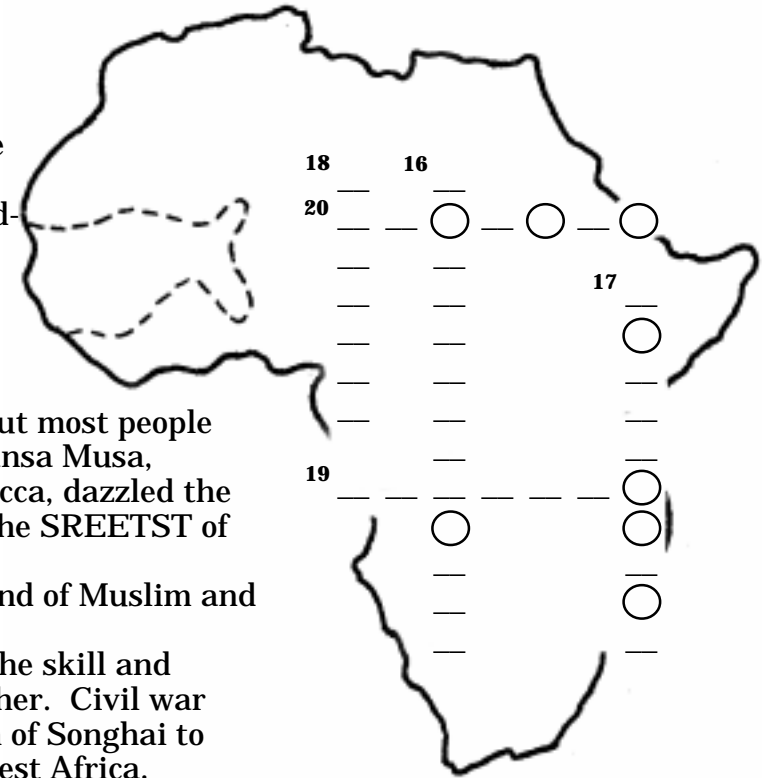 e
18 16
d-
20
17
ut most people
nsa Musa,
19
cca, dazzled the
he SREETST of
nd of Muslim and
he skill and
her. Civil war
of Songhai to
est Africa.